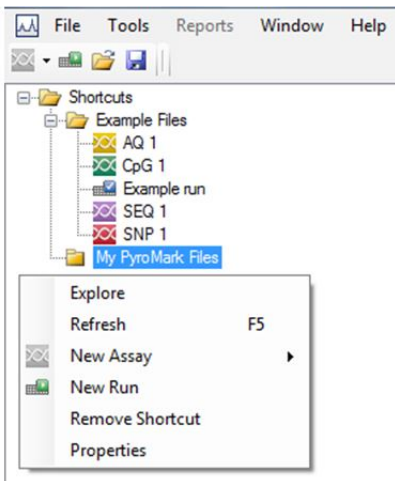 File Tools Reports Window Help
Shortcuts
Example Files
AQ 1
CpG 1
Example run
SEQ 1
SNP 1
My PyroMark Files
Explore
Refresh F5
New Assay
New Run
Remove Shortcut
Properties